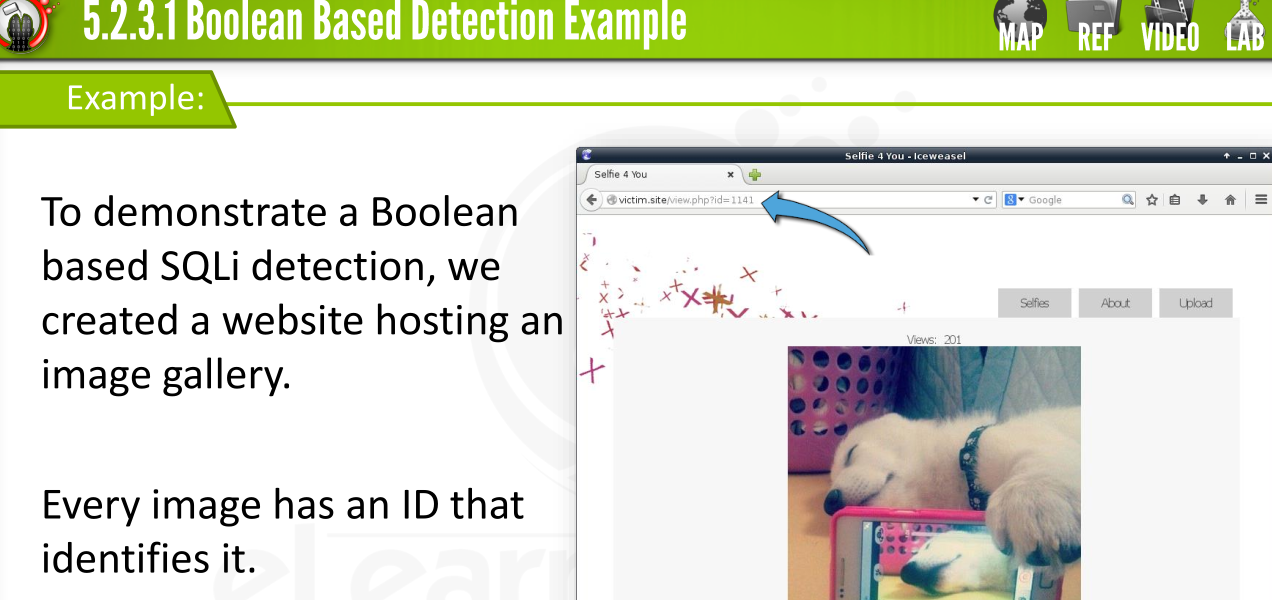 5.2.3.1 Boolean Based Detection Example
MAP REF VIDEO LAB
Example:
To demonstrate a Boolean
based SQLi detection, we
created a website hosting an
image gallery.
Every image has an ID that
identifies it.
Selfie 4 You - Iceweasel
Selfie 4 You
victim.site/view.php?id=1141
Google
Selfies About Upload
Views: 201
eLearn